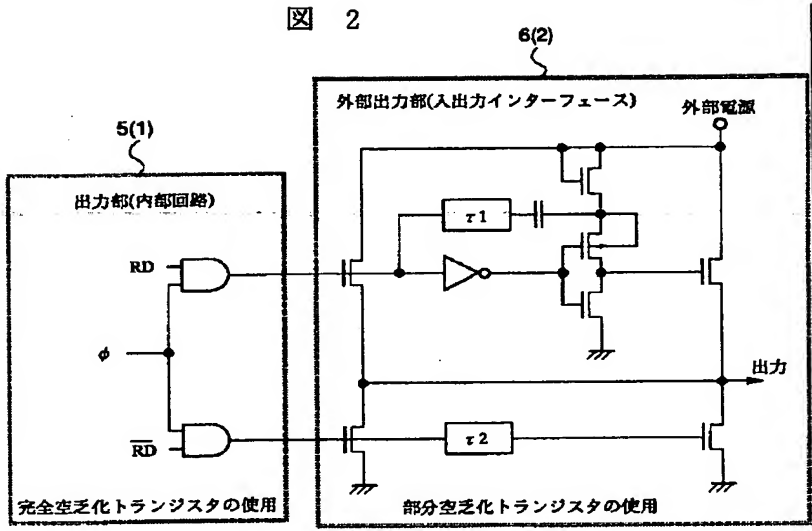 図 2
6(2)
外部出力部(入出力インターフェース)
外部電源
5(1)
出力部(内部回路)
τ1
RD
φ
出力
R̅D̅
τ2
完全空乏化トランジスタの使用
部分空乏化トランジスタの使用